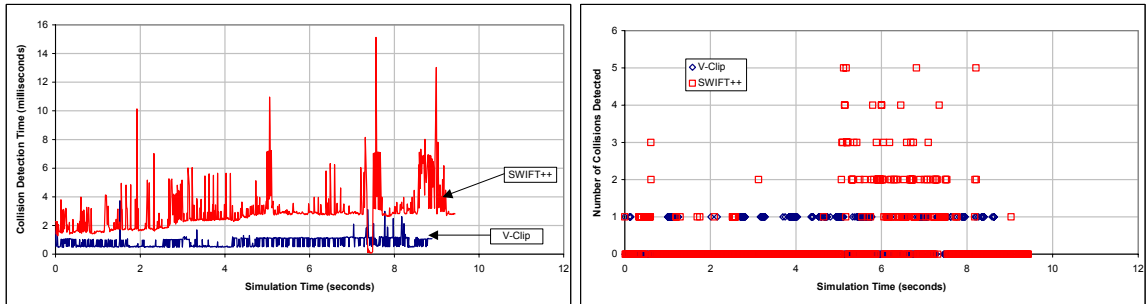 16
14
12
10
8
6
4
2
0
Collision Detection Time (milliseconds)
SWIFT++
V-Clip
0 2 4 6 8 10 12
Simulation Time (seconds)
6
5
4
3
2
1
0
Number of Collisions Detected
V-Clip
SWIFT++
0 2 4 6 8 10 12
Simulation Time (seconds)